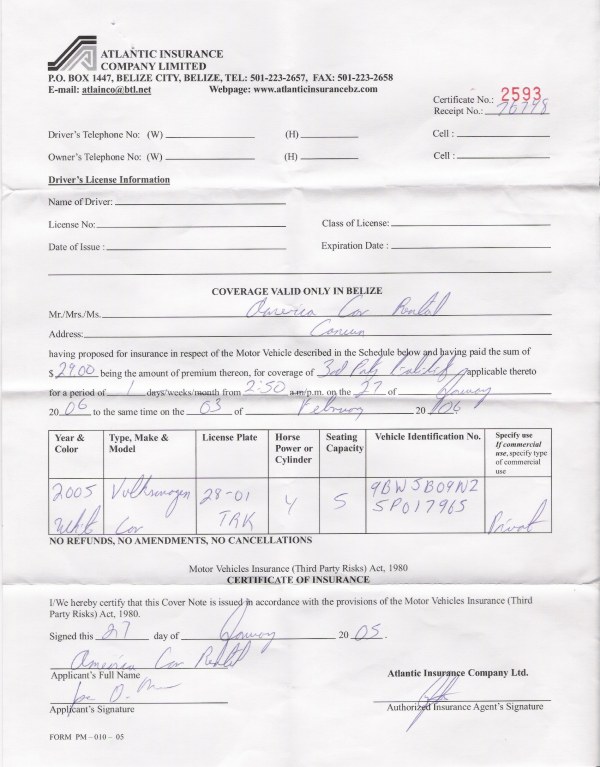 ATLANTIC INSURANCE
COMPANY LIMITED
P.O. BOX 1447, BELIZE CITY, BELIZE, TEL: 501-223-2657, FAX: 501-223-2658
E-mail: atlainco@btl.net Webpage: www.atlanticinsurancebz.com
Certificate No.: 2593
Receipt No.: 70798
Driver's Telephone No: (W) (H) Cell :
Owner's Telephone No: (W) (H) Cell :
Driver's License Information
Name of Driver:
License No: Class of License:
Date of Issue : Expiration Date :
COVERAGE VALID ONLY IN BELIZE
Mr./Mrs./Ms. America Car Rental
Address: Cancun
having proposed for insurance in respect of the Motor Vehicle described in the Schedule below and having paid the sum of
$ 29.00 being the amount of premium thereon, for coverage of 3rd Party applicable thereto
for a period of 1 days/weeks/month from 2:50 a.m/p.m. on the 27 of January
20 06 to the same time on the 03 of February 20 06
Year & Color Type, Make & Model License Plate Horse Power or Cylinder Seating Capacity Vehicle Identification No. Specify use If commercial use, specify type of commercial use
2005 Volkswagen 28-01 4 5 9BWSB09N2
White Car TRK 5P017965 Privat
NO REFUNDS, NO AMENDMENTS, NO CANCELLATIONS
Motor Vehicles Insurance (Third Party Risks) Act, 1980
CERTIFICATE OF INSURANCE
I/We hereby certify that this Cover Note is issued in accordance with the provisions of the Motor Vehicles Insurance (Third
Party Risks) Act, 1980.
Signed this 27 day of January 20 05.
America Car Rental
Applicant's Full Name Atlantic Insurance Company Ltd.
Applicant's Signature Authorized Insurance Agent's Signature
FORM PM – 010 – 05